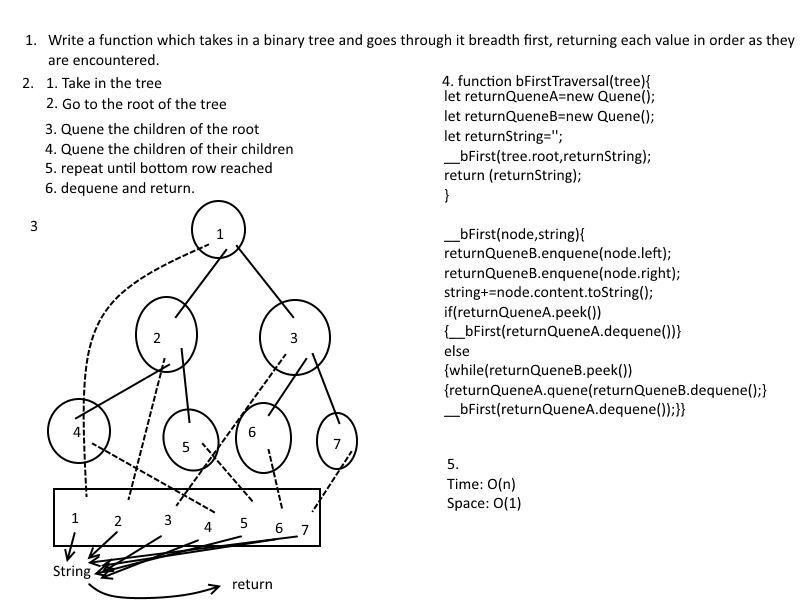 1. Write a function which takes in a binary tree and goes through it breadth first, returning each value in order as they
are encountered.
2. 1. Take in the tree
2. Go to the root of the tree
3. Quene the children of the root
4. Quene the children of their children
5. repeat until bottom row reached
6. dequene and return.
3
1
2
3
4
5
6
7
1 2 3 4 5 6 7
String
return
4. function bFirstTraversal(tree){
let returnQueneA=new Quene();
let returnQueneB=new Quene();
let returnString='';
__bFirst(tree.root,returnString);
return (returnString);
}
__bFirst(node,string){
returnQueneB.enquene(node.left);
returnQueneB.enquene(node.right);
string+=node.content.toString();
if(returnQueneA.peek())
{__bFirst(returnQueneA.dequene())}
else
{while(returnQueneB.peek())
{returnQueneA.quene(returnQueneB.dequene();}
__bFirst(returnQueneA.dequene());}}
5.
Time: O(n)
Space: O(1)